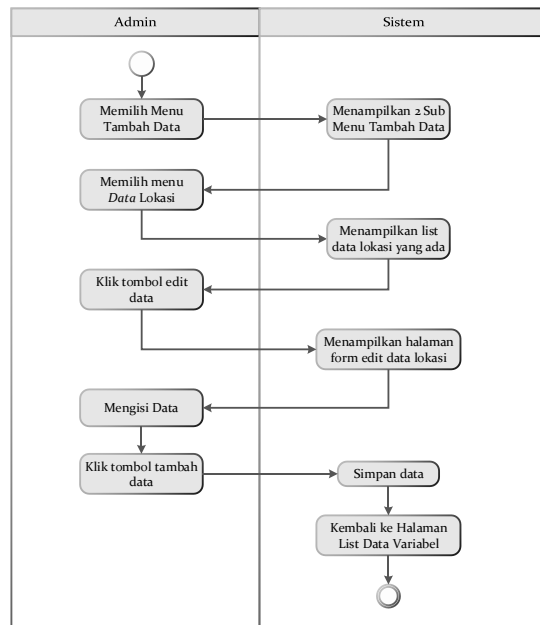 Admin
Sistem
Memilih Menu
Tambah Data
Menampilkan 2 Sub
Menu Tambah Data
Memilih menu
Data Lokasi
Menampilkan list
data lokasi yang ada
Klik tombol edit
data
Menampilkan halaman
form edit data lokasi
Mengisi Data
Klik tombol tambah
data
Simpan data
Kembali ke Halaman
List Data Variabel